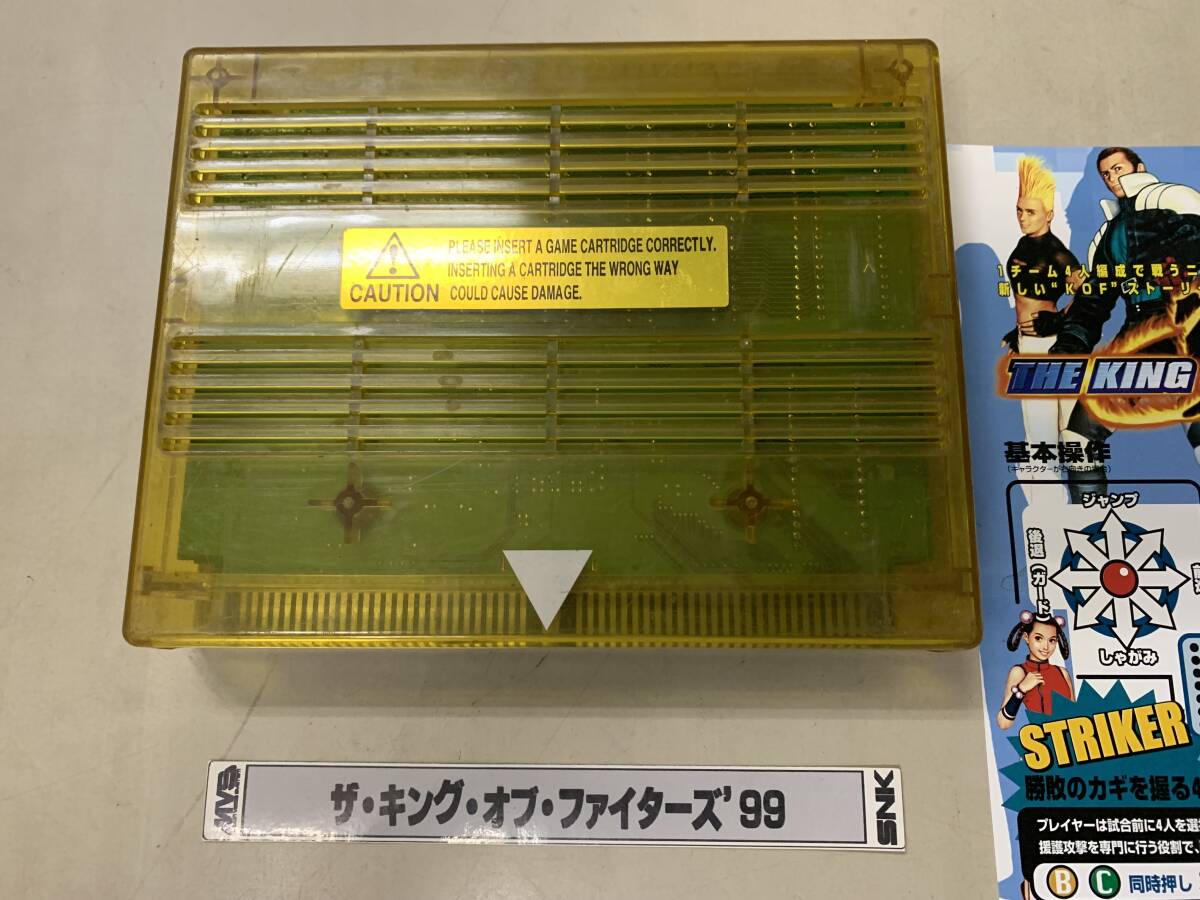 PLEASE INSERT A GAME CARTRIDGE CORRECTLY.
INSERTING A CARTRIDGE THE WRONG WAY
COULD CAUSE DAMAGE.
CAUTION
MVS
ザ・キング・オブ・ファイターズ'99
SNK
1チーム4人編成で戦う
新しい“KOF”ストーリ
THE KING
基本操作
ジャンプ
後退(ガード
しゃがみ
STRIKER
勝敗のカギを握る4
プレイヤーは試合前に4人を選
援護攻撃を専門に行う役割で、
B C 同時押し